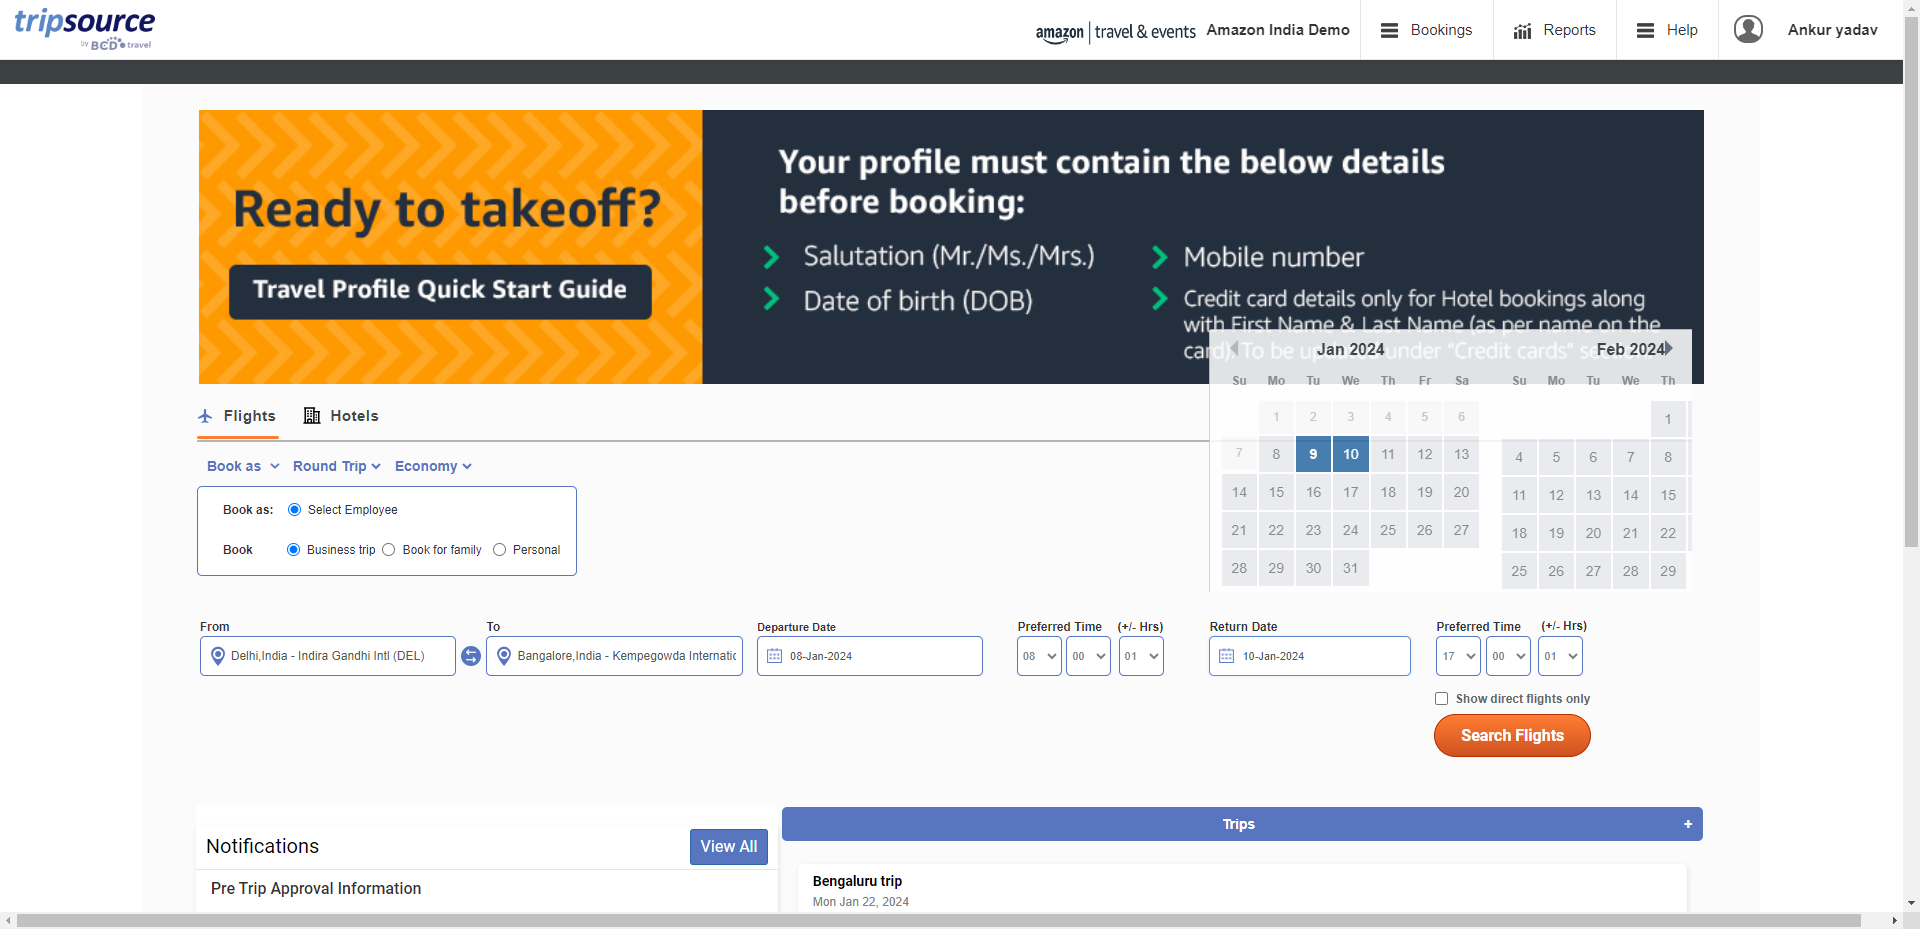 tripsource
by BCD travel
amazon | travel & events Amazon India Demo
Bookings
Reports
Help
Ankur yadav
Ready to takeoff?
Travel Profile Quick Start Guide
Your profile must contain the below details
before booking:
Salutation (Mr./Ms./Mrs.)
Date of birth (DOB)
Mobile number
Credit card details only for Hotel bookings along
with First Name & Last Name (as per name on the
card). To be updated under "Credit cards"
Flights
Hotels
Book as
Round Trip
Economy
Book as: Select Employee
Book Business trip Book for family Personal
Jan 2024
Su Mo Tu We Th Fr Sa
1 2 3 4 5 6
7 8 9 10 11 12 13
14 15 16 17 18 19 20
21 22 23 24 25 26 27
28 29 30 31
Feb 2024
Su Mo Tu We Th
1
4 5 6 7 8
11 12 13 14 15
18 19 20 21 22
25 26 27 28 29
From
Delhi,India - Indira Gandhi Intl (DEL)
To
Bangalore,India - Kempegowda Internatic
Departure Date
08-Jan-2024
Preferred Time (+/- Hrs)
08 00 01
Return Date
10-Jan-2024
Preferred Time (+/- Hrs)
17 00 01
Show direct flights only
Search Flights
Notifications
View All
Pre Trip Approval Information
Trips +
Bengaluru trip
Mon Jan 22, 2024